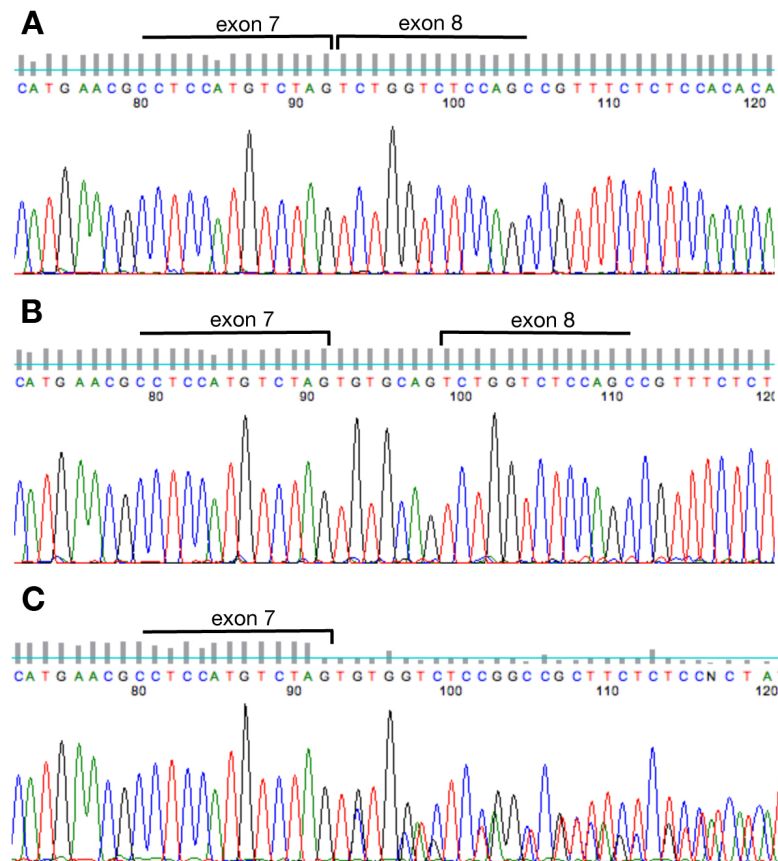 A
exon 7 exon 8
CATGAACGCCTCCATGTCTAGTCTGGTCTCCAGCCGTTTCTCTCCACACA
80 90 100 110 120
B
exon 7 exon 8
CATGAACGCCTCCATGTCTAGTGTGCAGTCTGGTCTCCAGCCGTTTCTCT
80 90 100 110 120
C
exon 7
CATGAACGCCTCCATGTCTAGTGTGGTCTCCGGCCGCTTCTCTCCNCTA
80 90 100 110 120